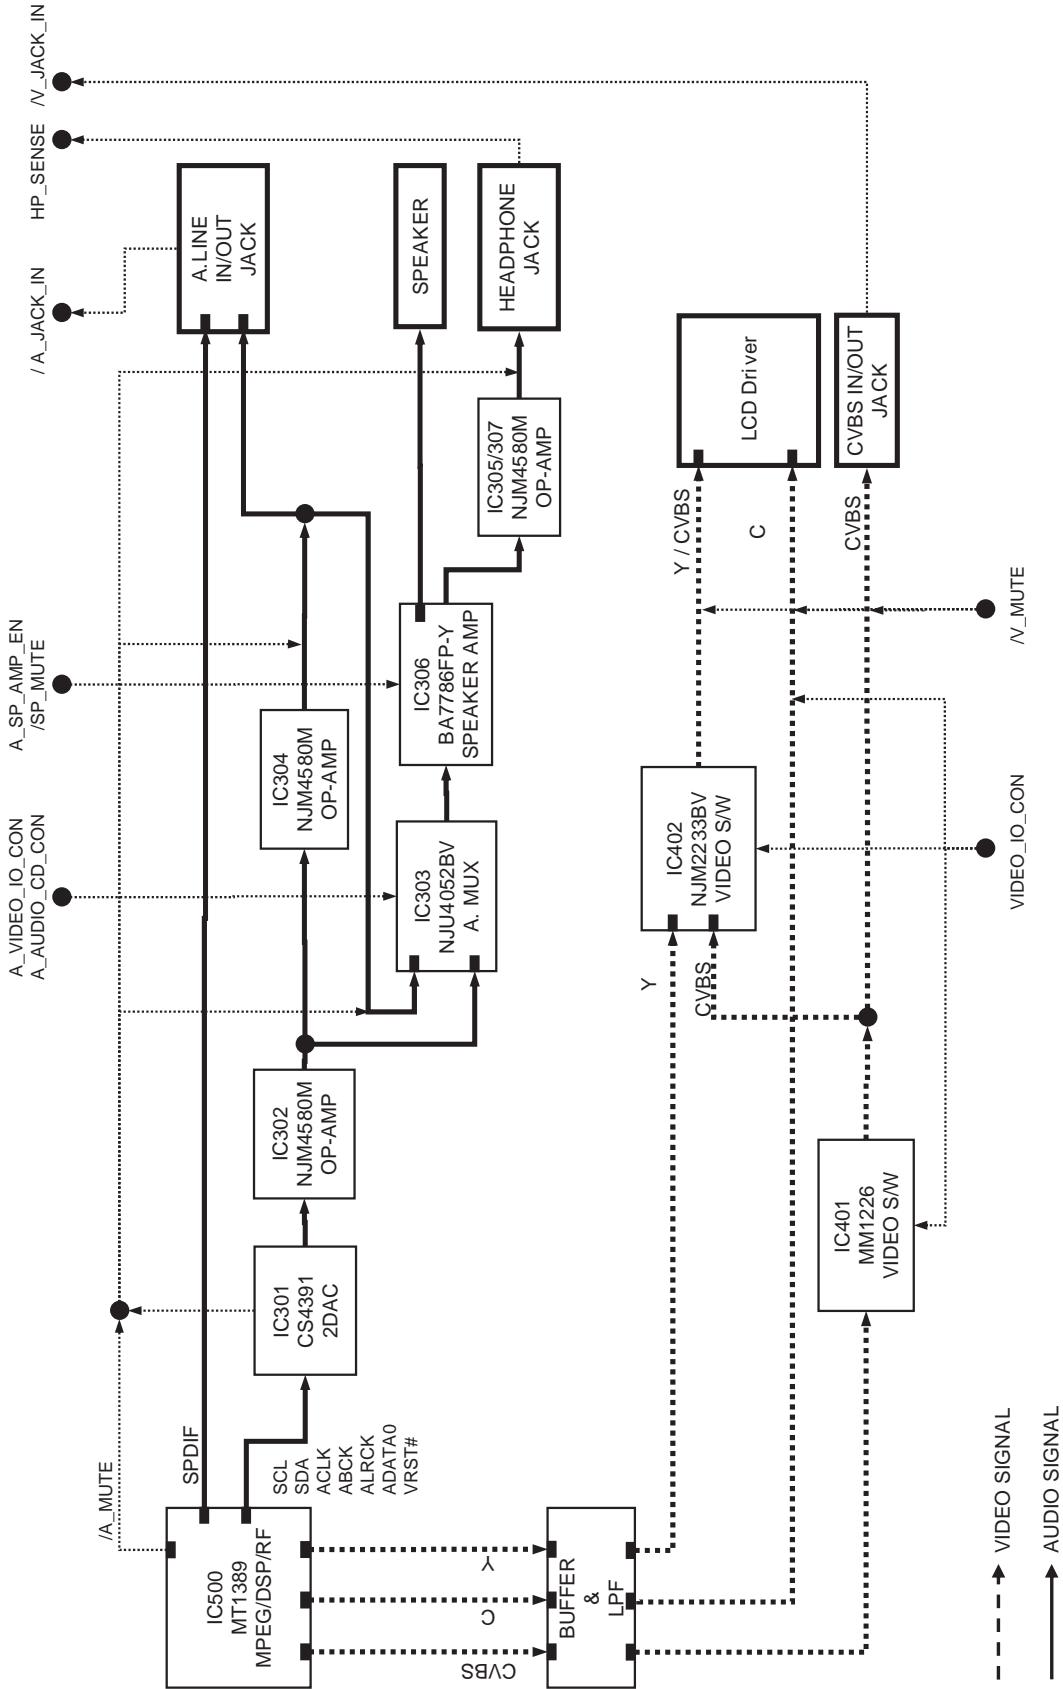 /A_MUTE
A_VIDEO_IO_CON
A_AUDIO_CD_CON
A_SP_AMP_EN
/SP_MUTE
/ A_JACK_IN
HP_SENSE
/V_JACK_IN
IC500
MT1389
MPEG/DSP/RF
SPDIF
SCL
SDA
ACLK
ABCK
ALRCK
ADATA0
VRST#
IC301
CS4391
2DAC
IC302
NJM4580M
OP-AMP
IC304
NJM4580M
OP-AMP
IC303
NJU4052BV
A. MUX
IC306
BA7786FP-Y
SPEAKER AMP
IC305/307
NJM4580M
OP-AMP
A.LINE
IN/OUT
JACK
SPEAKER
HEADPHONE
JACK
CVBS
C
Y
BUFFER
&
LPF
Y
CVBS
IC402
NJM2233BV
VIDEO S/W
IC401
MM1226
VIDEO S/W
Y / CVBS
C
CVBS
LCD Driver
CVBS IN/OUT
JACK
VIDEO_IO_CON
/V_MUTE
VIDEO SIGNAL
AUDIO SIGNAL